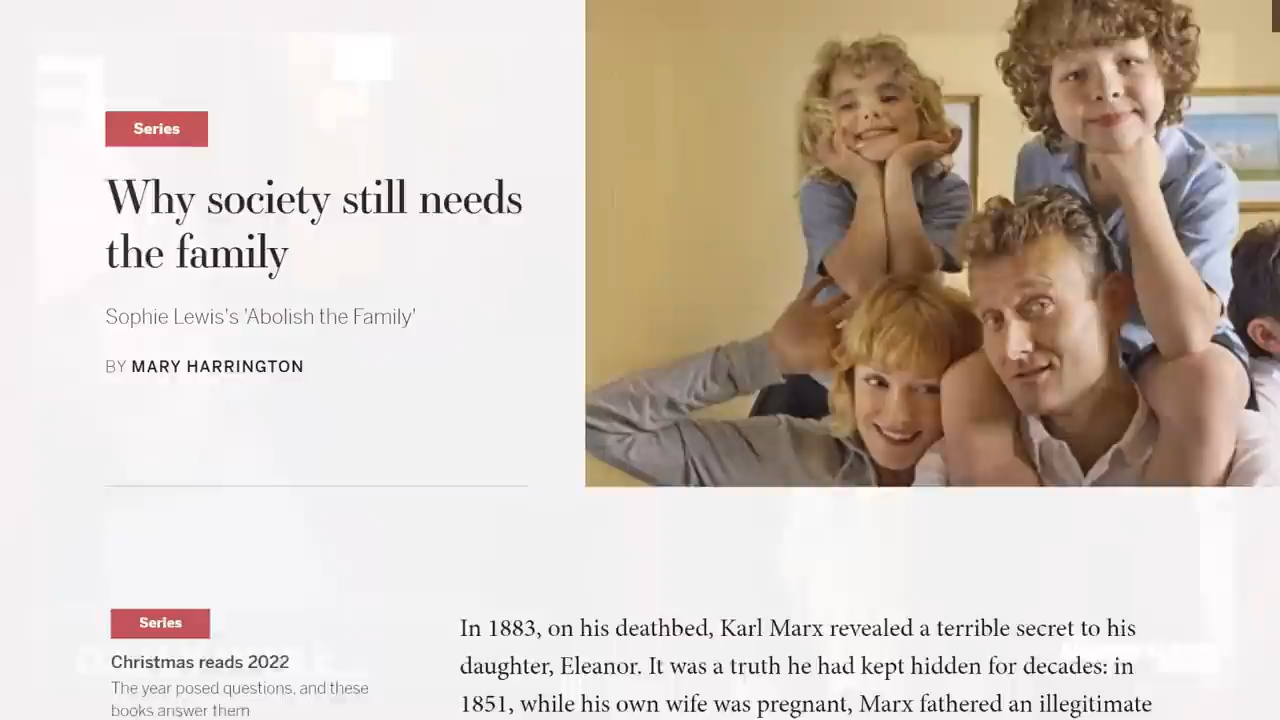 Series
Why society still needs
the family
Sophie Lewis's 'Abolish the Family'
BY MARY HARRINGTON
Series
Christmas reads 2022
The year posed questions, and these
books answer them
In 1883, on his deathbed, Karl Marx revealed a terrible secret to his
daughter, Eleanor. It was a truth he had kept hidden for decades: in
1851, while his own wife was pregnant, Marx fathered an illegitimate